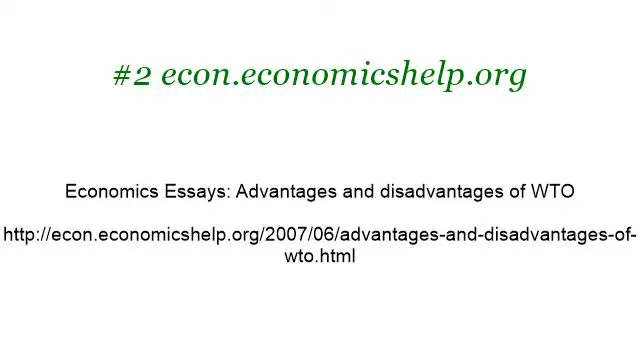 #2 econ.economicshelp.org
Economics Essays: Advantages and disadvantages of WTO
http://econ.economicshelp.org/2007/06/advantages-and-disadvantages-of-
wto.html